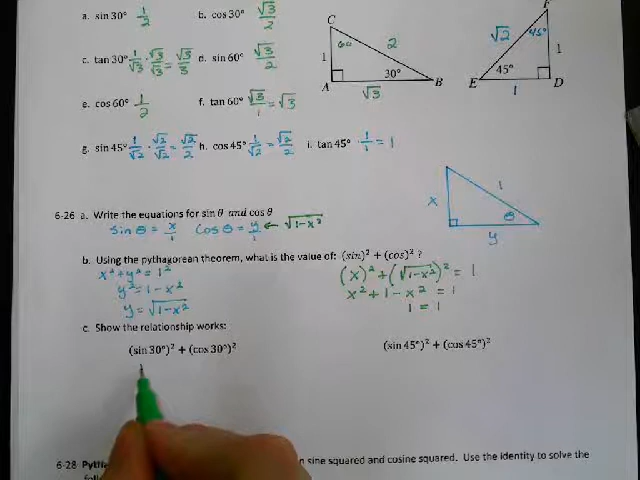 a. sin 30° 1/2 b. cos 30° √3/2
c. tan 30° 1/√3 · √3/√3 = √3/3 d. sin 60° √3/2
e. cos 60° 1/2 f. tan 60° √3/1 = √3
g. sin 45° 1/√2 · √2/√2 = √2/2 h. cos 45° 1/√2 = √2/2 i. tan 45° · 1/1 = 1
C 60 2 1 30° A √3 B
F √2 45° 1 45° E 1 D
6-26 a. Write the equations for sin θ and cos θ
sin θ = x/1 cos θ = y/1 ← √1-x²
x 1 θ y
b. Using the pythagorean theorem, what is the value of: (sin)² + (cos)² ?
x² + y² = 1²
y² = 1 - x²
y = √1-x²
(x)² + (√1-x²)² = 1
x² + 1 - x² = 1
1 = 1
c. Show the relationship works:
(sin 30°)² + (cos 30°)² (sin 45°)² + (cos 45°)²
6-28 n sine squared and cosine squared. Use the identity to solve the